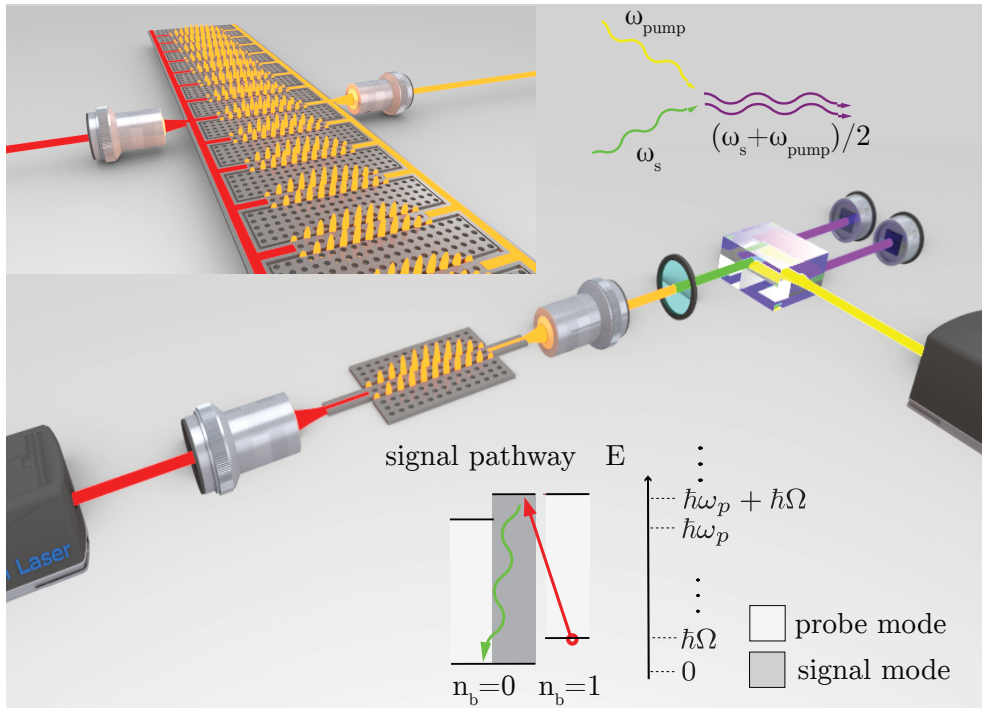 ω_pump
ω_s
(ω_s+ω_pump)/2
Laser
signal pathway
E
ħω_p + ħΩ
ħω_p
ħΩ
0
n_b=0
n_b=1
probe mode
signal mode